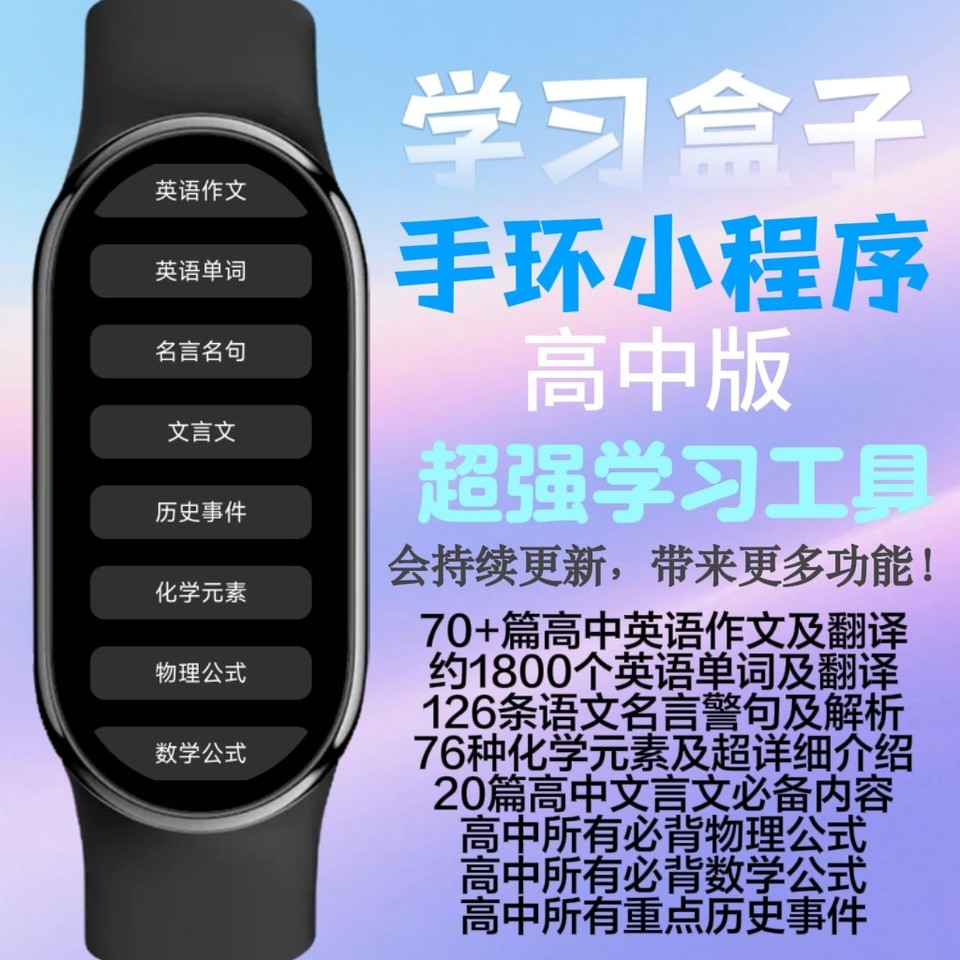 英语作文
英语单词
名言名句
文言文
历史事件
化学元素
物理公式
数学公式
学习盒子
手环小程序
高中版
超强学习工具
会持续更新，带来更多功能！
70+篇高中英语作文及翻译
约1800个英语单词及翻译
126条语文名言警句及解析
76种化学元素及超详细介绍
20篇高中文言文必备内容
高中所有必背物理公式
高中所有必背数学公式
高中所有重点历史事件